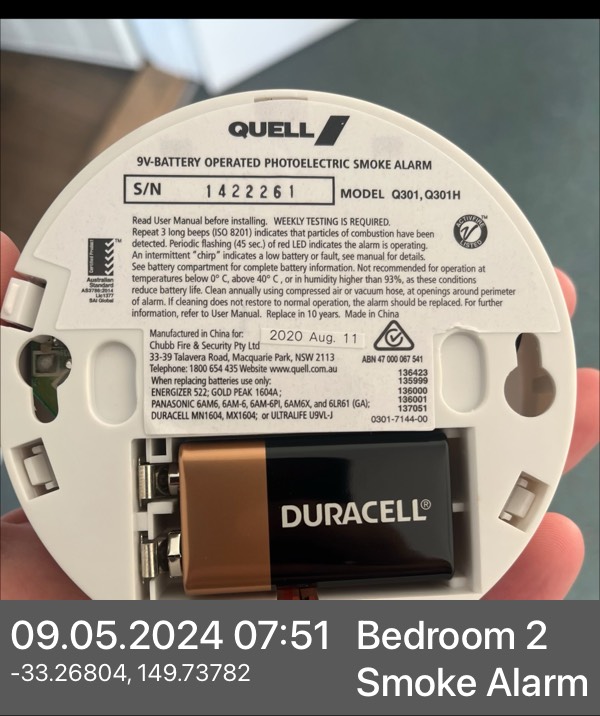 QUELL
9V-BATTERY OPERATED PHOTOELECTRIC SMOKE ALARM
S/N 1422261 MODEL Q301,Q301H
Read User Manual before installing. WEEKLY TESTING IS REQUIRED.
Repeat 3 long beeps (ISO 8201) indicates particles of combustion have been
detected. Periodic flashing (45 sec.) of red LED indicates the alarm is operating.
An intermittent "chirp" indicates a low battery or fault, see manual for details.
See battery compartment for complete battery information. Not recommended for operation at
temperatures below 0° C, above 40° C , or in humidity higher than 93%, as these conditions
reduce battery life. Clean annually using compressed air or vacuum hose, at openings around perimeter
of alarm. If cleaning does not restore to normal operation, the alarm should be replaced. For further
information, refer to User Manual. Replace in 10 years. Made in China
ACTIVFIRE
LISTED
Certified Product
TM
Australian
Standard
AS3786:2014
Lic1377
SAI Global
Manufactured in China for: 2020 Aug. 11
Chubb Fire & Security Pty Ltd
33-39 Talavera Road, Macquarie Park, NSW 2113
Telephone: 1800 654 435 Website www.quell.com.au
When replacing batteries use only:
ENERGIZER 522; GOLD PEAK 1604A;
PANASONIC 6AM6, 6AM-6, 6AM-6PI, 6AM6X, and 6LR61 (GA);
DURACELL MN1604, MX1604; or ULTRALIFE U9VL-J
ABN 47 000 067 541
136423
135999
136000
136001
137051
0301-7144-00
DURACELL®
09.05.2024 07:51
-33.26804, 149.73782
Bedroom 2
Smoke Alarm